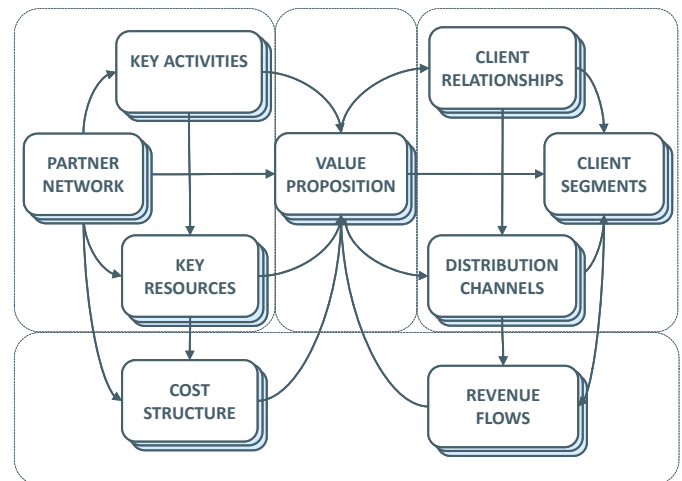 KEY ACTIVITIES
CLIENT
RELATIONSHIPS
PARTNER
NETWORK
VALUE
PROPOSITION
CLIENT
SEGMENTS
KEY
RESOURCES
DISTRIBUTION
CHANNELS
COST
STRUCTURE
REVENUE
FLOWS